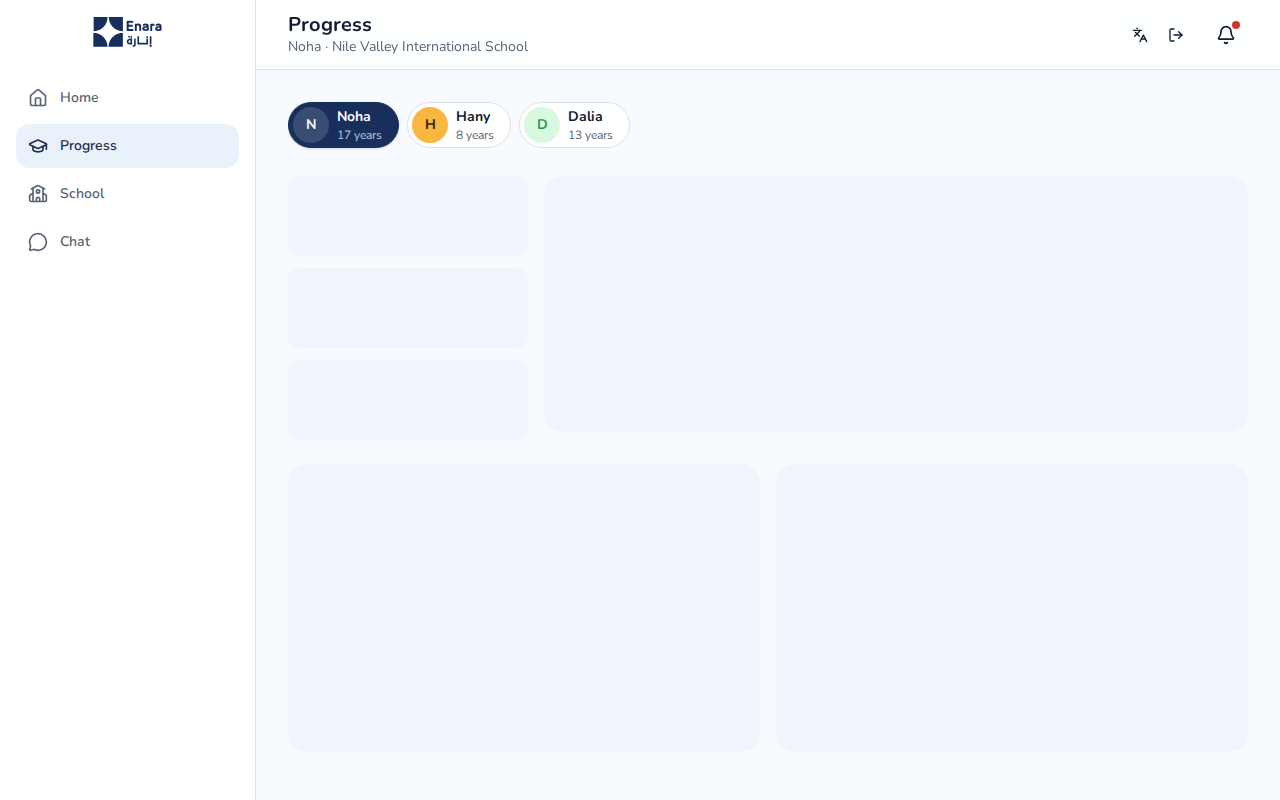 Enara
إنارة
Home
Progress
School
Chat
Progress
Noha · Nile Valley International School
N
Noha
17 years
H
Hany
8 years
D
Dalia
13 years